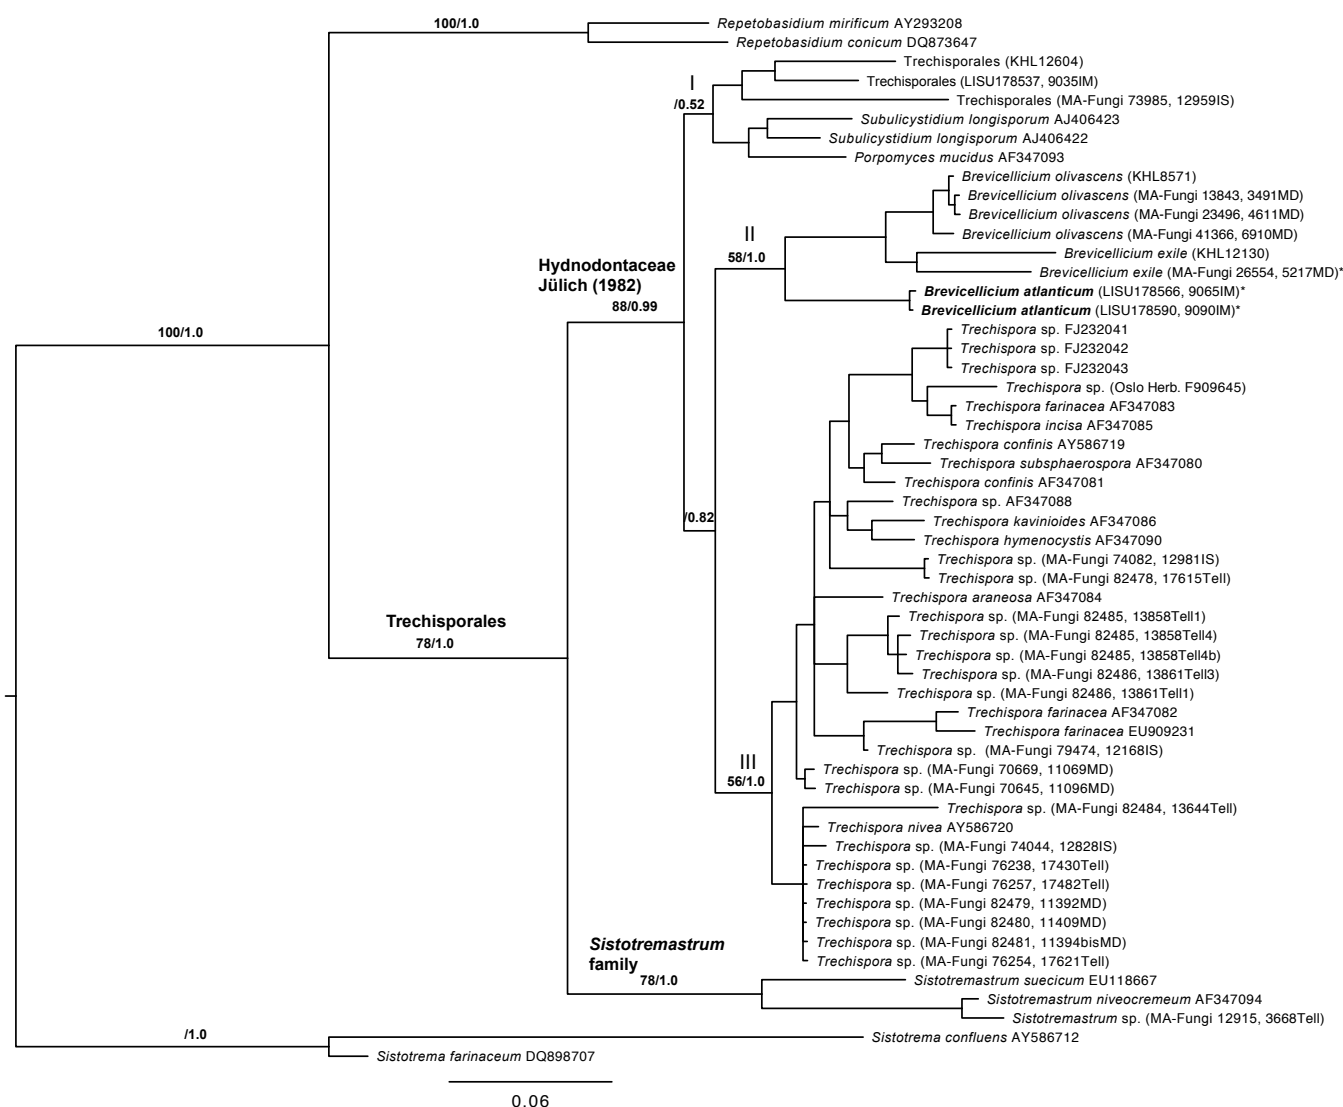 100/1.0
Repetobasidium mirificum AY293208
Repetobasidium conicum DQ873647
Trechisporales (KHL12604)
I
Trechisporales (LISU178537, 9035IM)
/0.52
Trechisporales (MA-Fungi 73985, 12959IS)
Subulicystidium longisporum AJ406423
Subulicystidium longisporum AJ406422
Porpomyces mucidus AF347093
Brevicellicium olivascens (KHL8571)
Brevicellicium olivascens (MA-Fungi 13843, 3491MD)
Brevicellicium olivascens (MA-Fungi 23496, 4611MD)
II
Brevicellicium olivascens (MA-Fungi 41366, 6910MD)
58/1.0
Brevicellicium exile (KHL12130)
Hydnodontaceae
Jülich (1982)
88/0.99
Brevicellicium exile (MA-Fungi 26554, 5217MD)*
Brevicellicium atlanticum (LISU178566, 9065IM)*
Brevicellicium atlanticum (LISU178590, 9090IM)*
100/1.0
Trechispora sp. FJ232041
Trechispora sp. FJ232042
Trechispora sp. FJ232043
Trechispora sp. (Oslo Herb. F909645)
Trechispora farinacea AF347083
Trechispora incisa AF347085
Trechispora confinis AY586719
Trechispora subsphaerospora AF347080
Trechispora confinis AF347081
Trechispora sp. AF347088
/0.82
Trechispora kavinioides AF347086
Trechispora hymenocystis AF347090
Trechispora sp. (MA-Fungi 74082, 12981IS)
Trechispora sp. (MA-Fungi 82478, 17615Tell)
Trechispora araneosa AF347084
Trechisporales
78/1.0
Trechispora sp. (MA-Fungi 82485, 13858Tell1)
Trechispora sp. (MA-Fungi 82485, 13858Tell4)
Trechispora sp. (MA-Fungi 82485, 13858Tell4b)
Trechispora sp. (MA-Fungi 82486, 13861Tell3)
Trechispora sp. (MA-Fungi 82486, 13861Tell1)
Trechispora farinacea AF347082
Trechispora farinacea EU909231
Trechispora sp. (MA-Fungi 79474, 12168IS)
III
56/1.0
Trechispora sp. (MA-Fungi 70669, 11069MD)
Trechispora sp. (MA-Fungi 70645, 11096MD)
Trechispora sp. (MA-Fungi 82484, 13644Tell)
Trechispora nivea AY586720
Trechispora sp. (MA-Fungi 74044, 12828IS)
Trechispora sp. (MA-Fungi 76238, 17430Tell)
Trechispora sp. (MA-Fungi 76257, 17482Tell)
Trechispora sp. (MA-Fungi 82479, 11392MD)
Trechispora sp. (MA-Fungi 82480, 11409MD)
Trechispora sp. (MA-Fungi 82481, 11394bisMD)
Trechispora sp. (MA-Fungi 76254, 17621Tell)
Sistotremastrum
family
78/1.0
Sistotremastrum suecicum EU118667
Sistotremastrum niveocremeum AF347094
Sistotremastrum sp. (MA-Fungi 12915, 3668Tell)
/1.0
Sistotrema confluens AY586712
Sistotrema farinaceum DQ898707
0.06